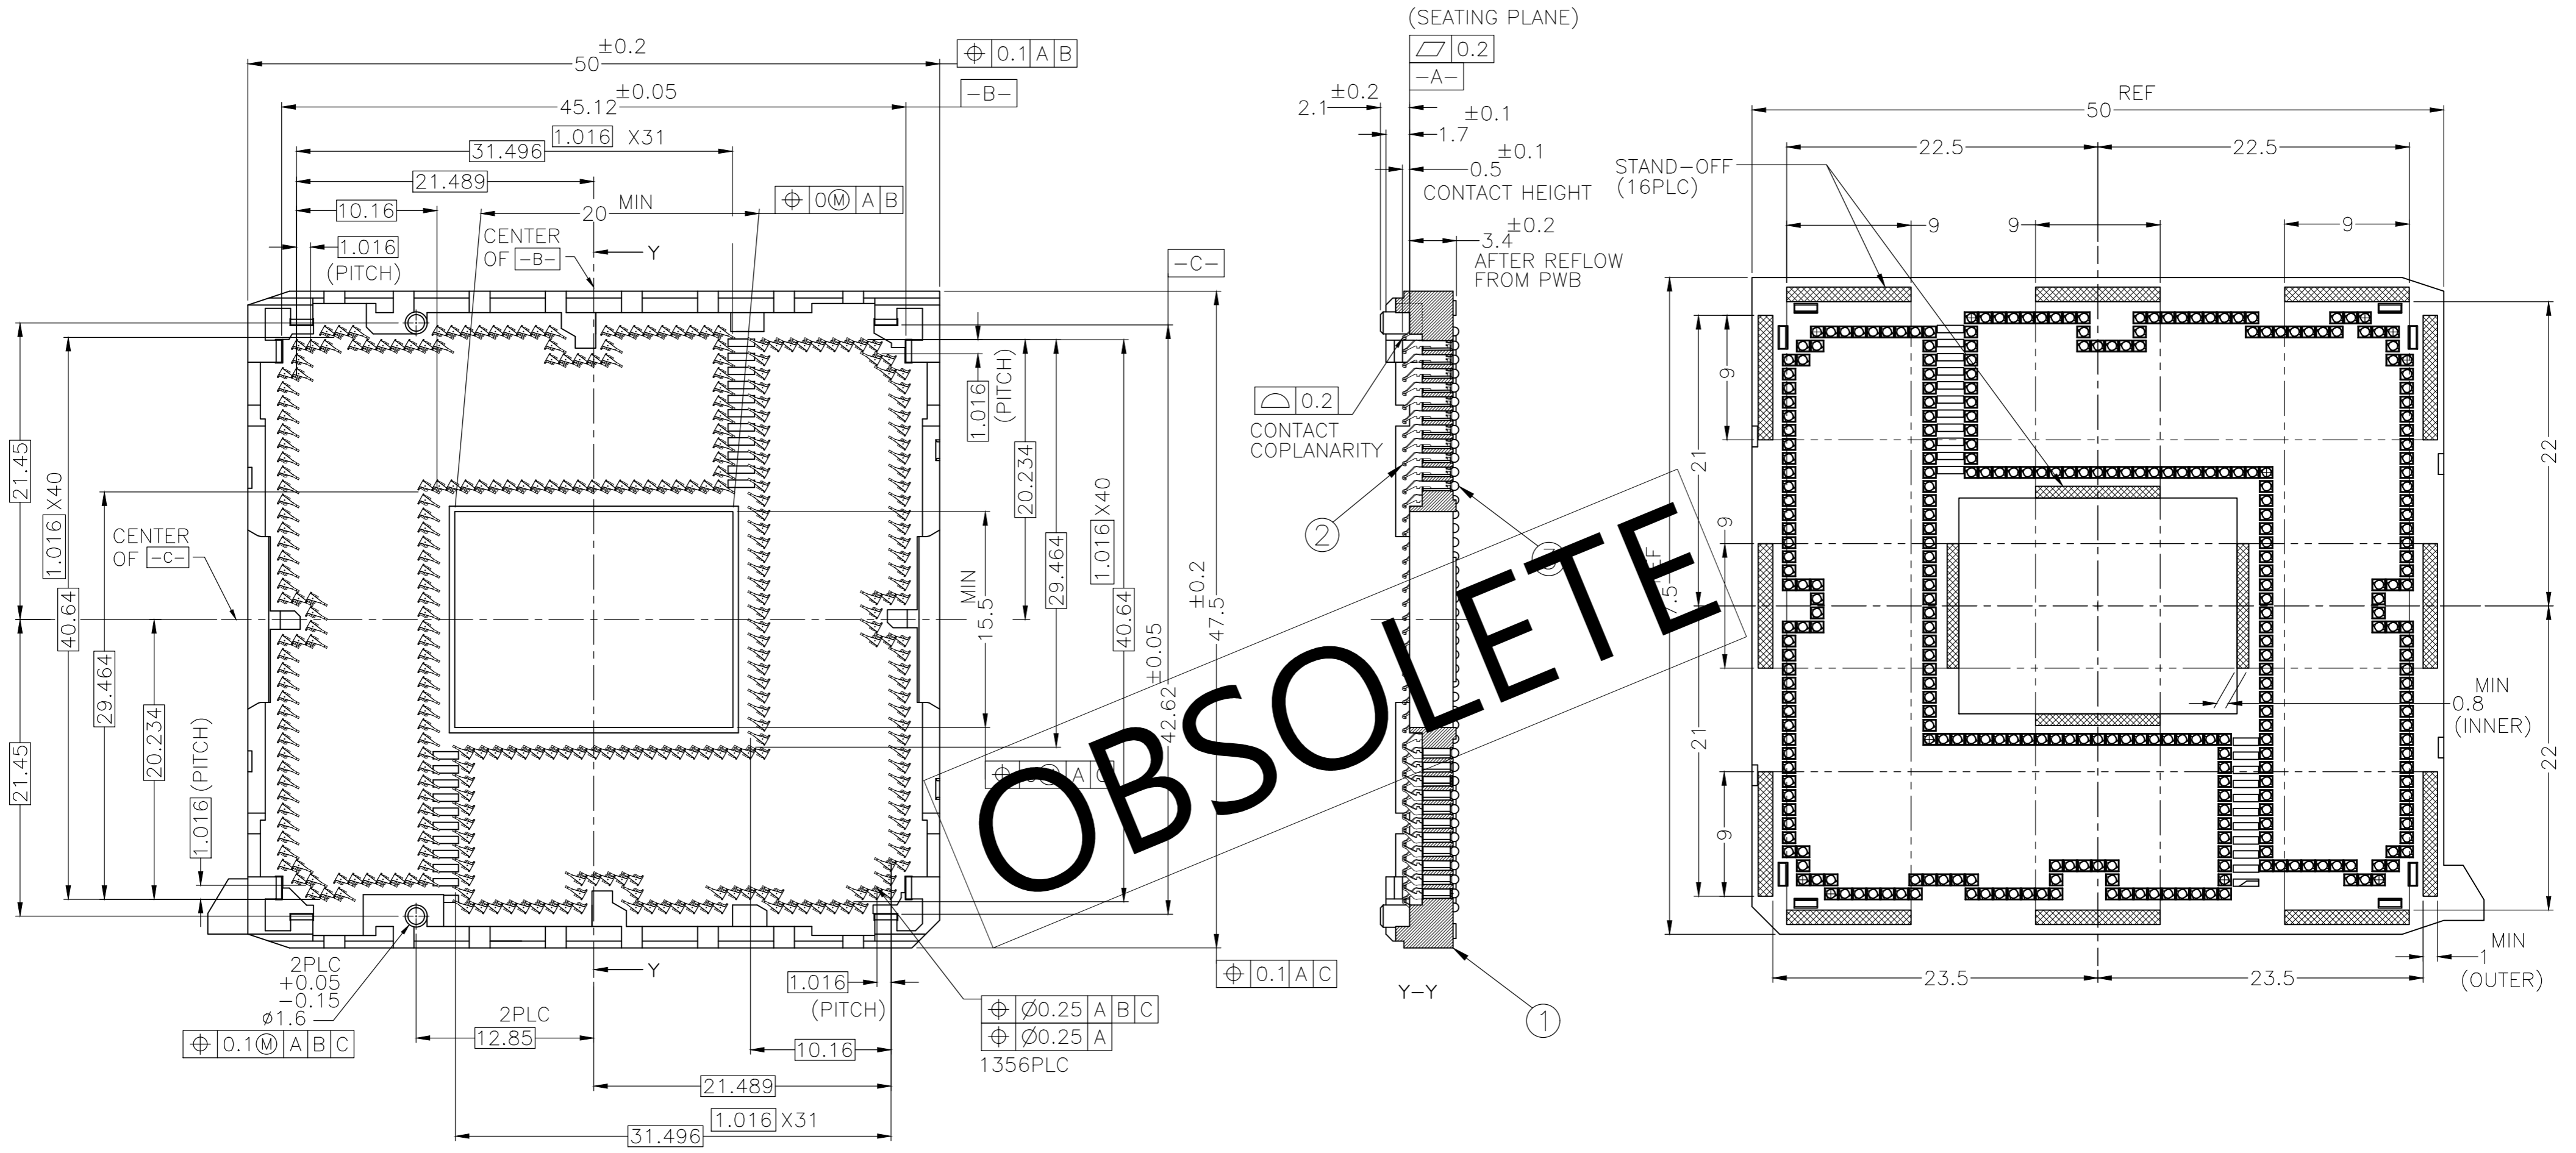 ±0.2
50
⌖ 0.1 A B
-B-
±0.05
45.12
1.016 X31
31.496
21.489
MIN
20
⌖ 0Ⓜ A B
10.16
1.016
(PITCH)
CENTER
OF -B-
Y
-C-
21.45
1.016 X40
40.64
29.464
20.234
CENTER
OF -C-
21.45
1.016 (PITCH)
MIN
15.5
1.016
(PITCH)
20.234
29.464
1.016 X40
40.64
±0.05
42.62
±0.2
47.5
A
⌖ 0.1 A C
2PLC
+0.05
-0.15
ø1.6
⌖ 0.1Ⓜ A B C
2PLC
12.85
Y
1.016
(PITCH)
10.16
21.489
1.016 X31
31.496
⌖ Ø0.25 A B C
⌖ Ø0.25 A
1356PLC
(SEATING PLANE)
⏥ 0.2
-A-
±0.2
2.1
±0.1
1.7
±0.1
0.5
CONTACT HEIGHT
±0.2
3.4
AFTER REFLOW
FROM PWB
⌓ 0.2
CONTACT
COPLANARITY
2
1
Y-Y
OBSOLETE
REF
50
22.5
22.5
STAND-OFF
(16PLC)
9
9
9
9
21
9
21
9
22
22
MIN
0.8
(INNER)
MIN
1
(OUTER)
23.5
23.5